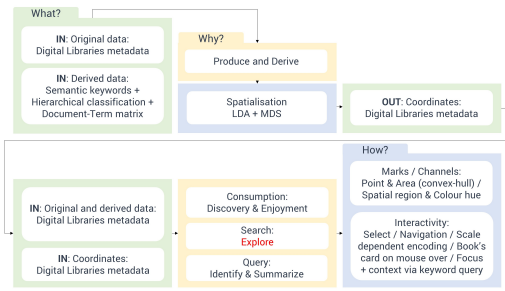 What?
IN: Original data:
Digital Libraries metadata
IN: Derived data:
Semantic keywords +
Hierarchical classification +
Document-Term matrix
Why?
Produce and Derive
Spatialisation
LDA + MDS
OUT: Coordinates:
Digital Libraries metadata
IN: Original and derived data:
Digital Libraries metadata
IN: Coordinates:
Digital Libraries metadata
Consumption:
Discovery & Enjoyment
Search:
Explore
Query:
Identify & Summarize
How?
Marks / Channels:
Point & Area (convex-hull) /
Spatial region & Colour hue
Interactivity:
Select / Navigation / Scale
dependent encoding / Book's
card on mouse over / Focus
+ context via keyword query